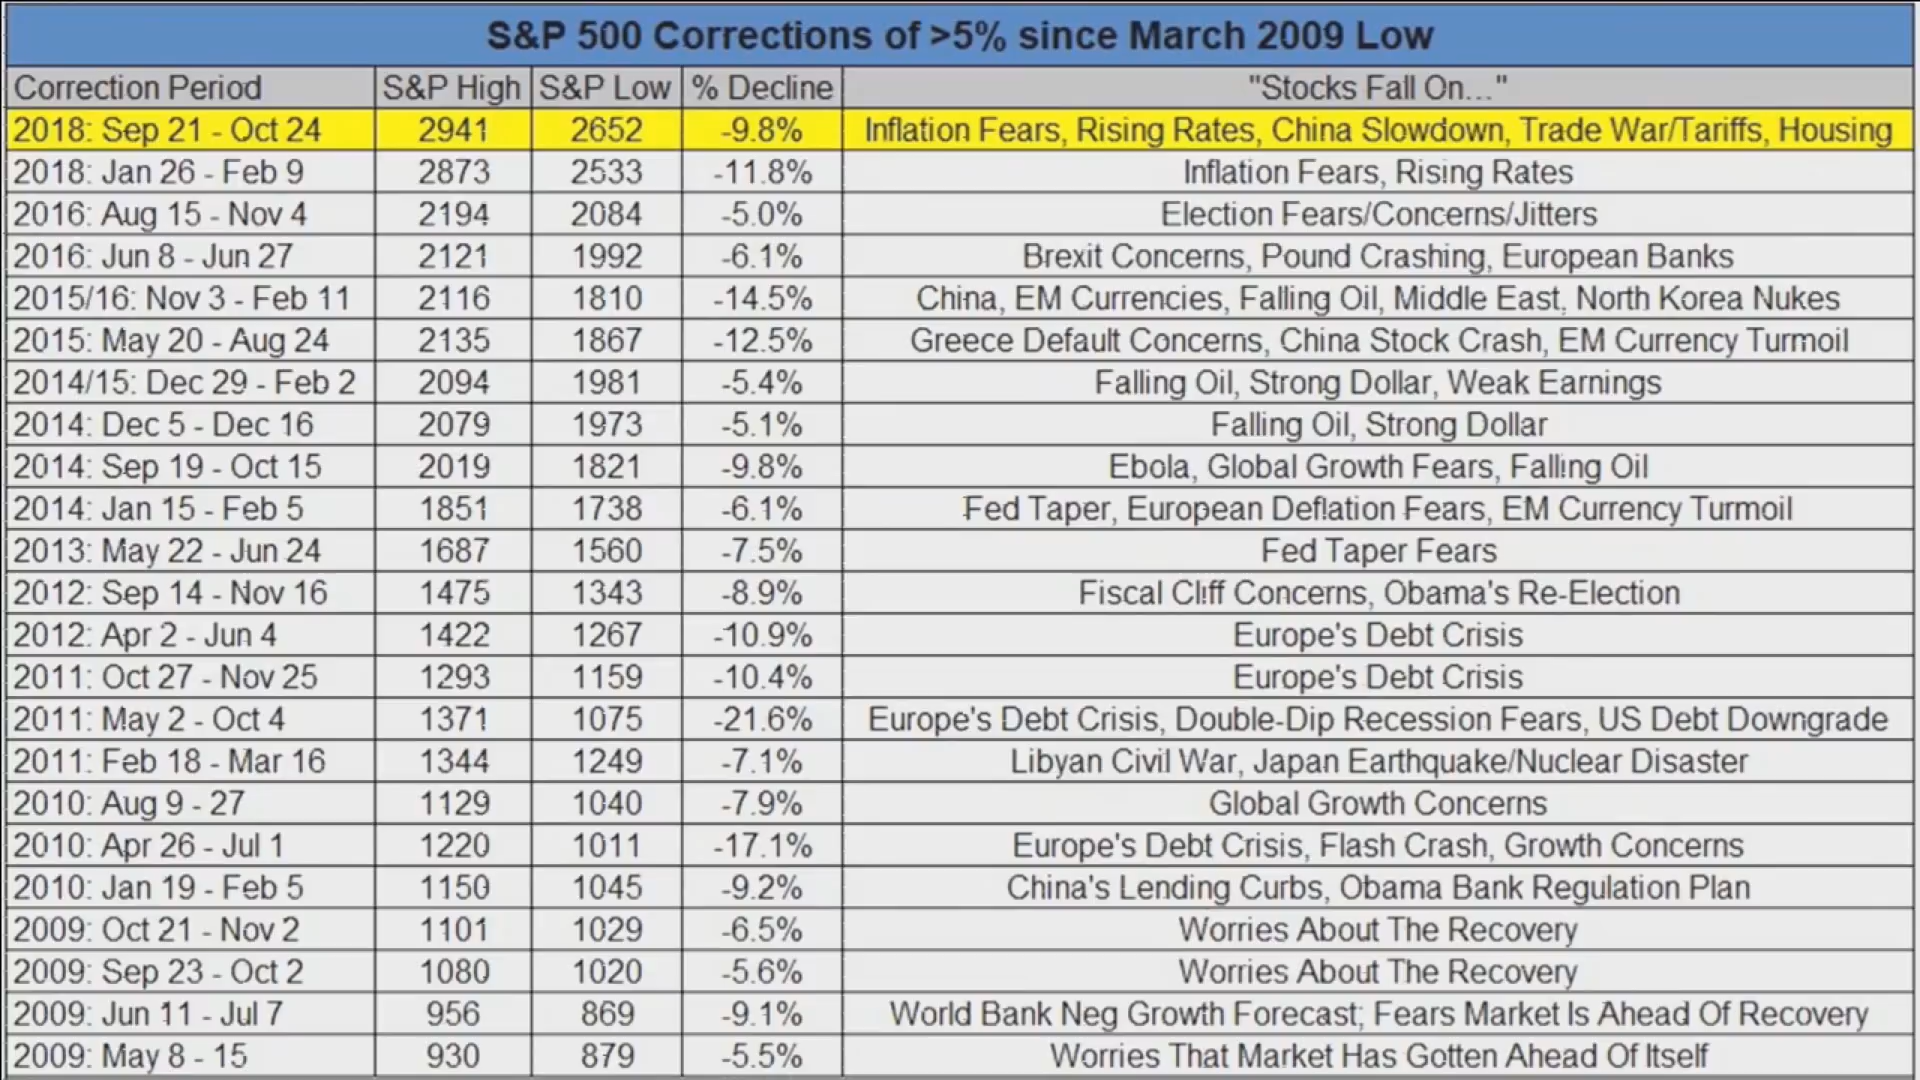 S&P 500 Corrections of >5% since March 2009 Low
Correction Period S&P High S&P Low % Decline "Stocks Fall On..."
2018: Sep 21 - Oct 24 2941 2652 -9.8% Inflation Fears, Rising Rates, China Slowdown, Trade War/Tariffs, Housing
2018: Jan 26 - Feb 9 2873 2533 -11.8% Inflation Fears, Rising Rates
2016: Aug 15 - Nov 4 2194 2084 -5.0% Election Fears/Concerns/Jitters
2016: Jun 8 - Jun 27 2121 1992 -6.1% Brexit Concerns, Pound Crashing, European Banks
2015/16: Nov 3 - Feb 11 2116 1810 -14.5% China, EM Currencies, Falling Oil, Middle East, North Korea Nukes
2015: May 20 - Aug 24 2135 1867 -12.5% Greece Default Concerns, China Stock Crash, EM Currency Turmoil
2014/15: Dec 29 - Feb 2 2094 1981 -5.4% Falling Oil, Strong Dollar, Weak Earnings
2014: Dec 5 - Dec 16 2079 1973 -5.1% Falling Oil, Strong Dollar
2014: Sep 19 - Oct 15 2019 1821 -9.8% Ebola, Global Growth Fears, Falling Oil
2014: Jan 15 - Feb 5 1851 1738 -6.1% Fed Taper, European Deflation Fears, EM Currency Turmoil
2013: May 22 - Jun 24 1687 1560 -7.5% Fed Taper Fears
2012: Sep 14 - Nov 16 1475 1343 -8.9% Fiscal Cliff Concerns, Obama's Re-Election
2012: Apr 2 - Jun 4 1422 1267 -10.9% Europe's Debt Crisis
2011: Oct 27 - Nov 25 1293 1159 -10.4% Europe's Debt Crisis
2011: May 2 - Oct 4 1371 1075 -21.6% Europe's Debt Crisis, Double-Dip Recession Fears, US Debt Downgrade
2011: Feb 18 - Mar 16 1344 1249 -7.1% Libyan Civil War, Japan Earthquake/Nuclear Disaster
2010: Aug 9 - 27 1129 1040 -7.9% Global Growth Concerns
2010: Apr 26 - Jul 1 1220 1011 -17.1% Europe's Debt Crisis, Flash Crash, Growth Concerns
2010: Jan 19 - Feb 5 1150 1045 -9.2% China's Lending Curbs, Obama Bank Regulation Plan
2009: Oct 21 - Nov 2 1101 1029 -6.5% Worries About The Recovery
2009: Sep 23 - Oct 2 1080 1020 -5.6% Worries About The Recovery
2009: Jun 11 - Jul 7 956 869 -9.1% World Bank Neg Growth Forecast; Fears Market Is Ahead Of Recovery
2009: May 8 - 15 930 879 -5.5% Worries That Market Has Gotten Ahead Of Itself